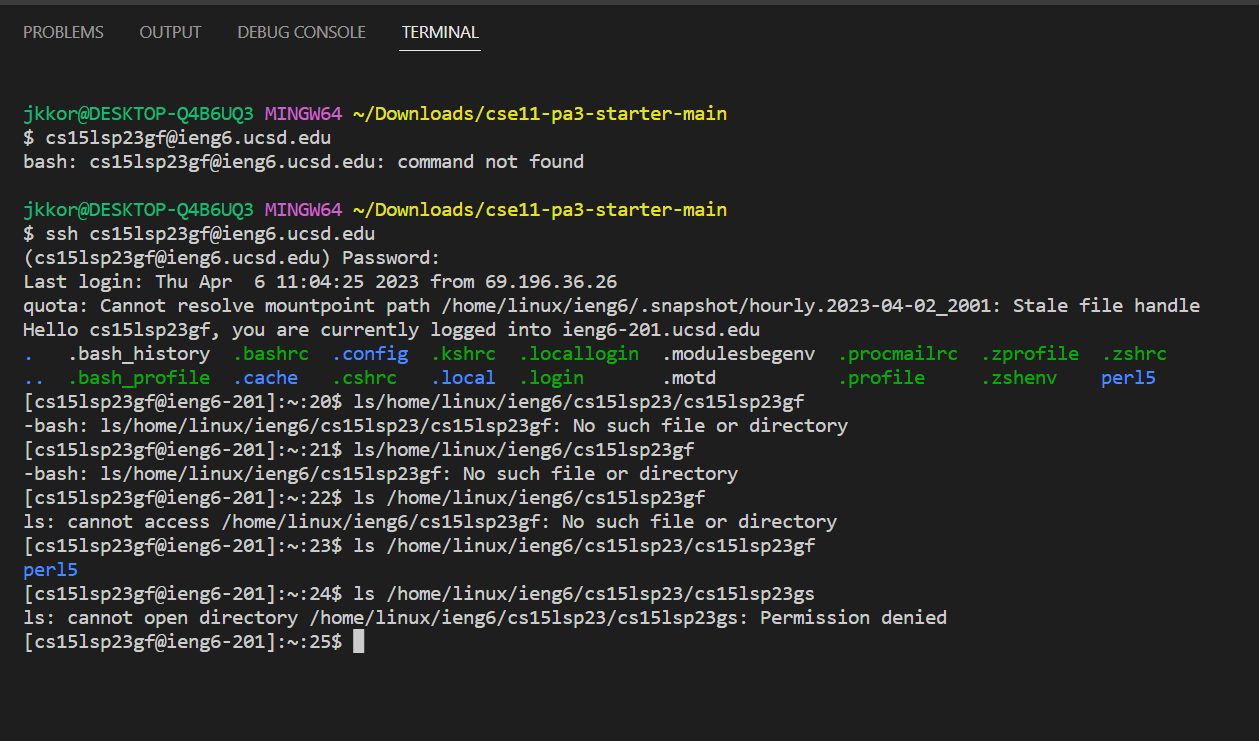 PROBLEMS OUTPUT DEBUG CONSOLE TERMINAL
jkkor@DESKTOP-Q4B6UQ3 MINGW64 ~/Downloads/cse11-pa3-starter-main
$ cs15lsp23gf@ieng6.ucsd.edu
bash: cs15lsp23gf@ieng6.ucsd.edu: command not found
jkkor@DESKTOP-Q4B6UQ3 MINGW64 ~/Downloads/cse11-pa3-starter-main
$ ssh cs15lsp23gf@ieng6.ucsd.edu
(cs15lsp23gf@ieng6.ucsd.edu) Password:
Last login: Thu Apr  6 11:04:25 2023 from 69.196.36.26
quota: Cannot resolve mountpoint path /home/linux/ieng6/.snapshot/hourly.2023-04-02_2001: Stale file handle
Hello cs15lsp23gf, you are currently logged into ieng6-201.ucsd.edu
.   .bash_history  .bashrc  .config  .kshrc  .locallogin  .modulesbegenv  .procmailrc  .zprofile  .zshrc
..  .bash_profile  .cache   .cshrc   .local  .login       .motd           .profile     .zshenv    perl5
[cs15lsp23gf@ieng6-201]:~:20$ ls/home/linux/ieng6/cs15lsp23/cs15lsp23gf
-bash: ls/home/linux/ieng6/cs15lsp23/cs15lsp23gf: No such file or directory
[cs15lsp23gf@ieng6-201]:~:21$ ls/home/linux/ieng6/cs15lsp23gf
-bash: ls/home/linux/ieng6/cs15lsp23gf: No such file or directory
[cs15lsp23gf@ieng6-201]:~:22$ ls /home/linux/ieng6/cs15lsp23gf
ls: cannot access /home/linux/ieng6/cs15lsp23gf: No such file or directory
[cs15lsp23gf@ieng6-201]:~:23$ ls /home/linux/ieng6/cs15lsp23/cs15lsp23gf
perl5
[cs15lsp23gf@ieng6-201]:~:24$ ls /home/linux/ieng6/cs15lsp23/cs15lsp23gs
ls: cannot open directory /home/linux/ieng6/cs15lsp23/cs15lsp23gs: Permission denied
[cs15lsp23gf@ieng6-201]:~:25$